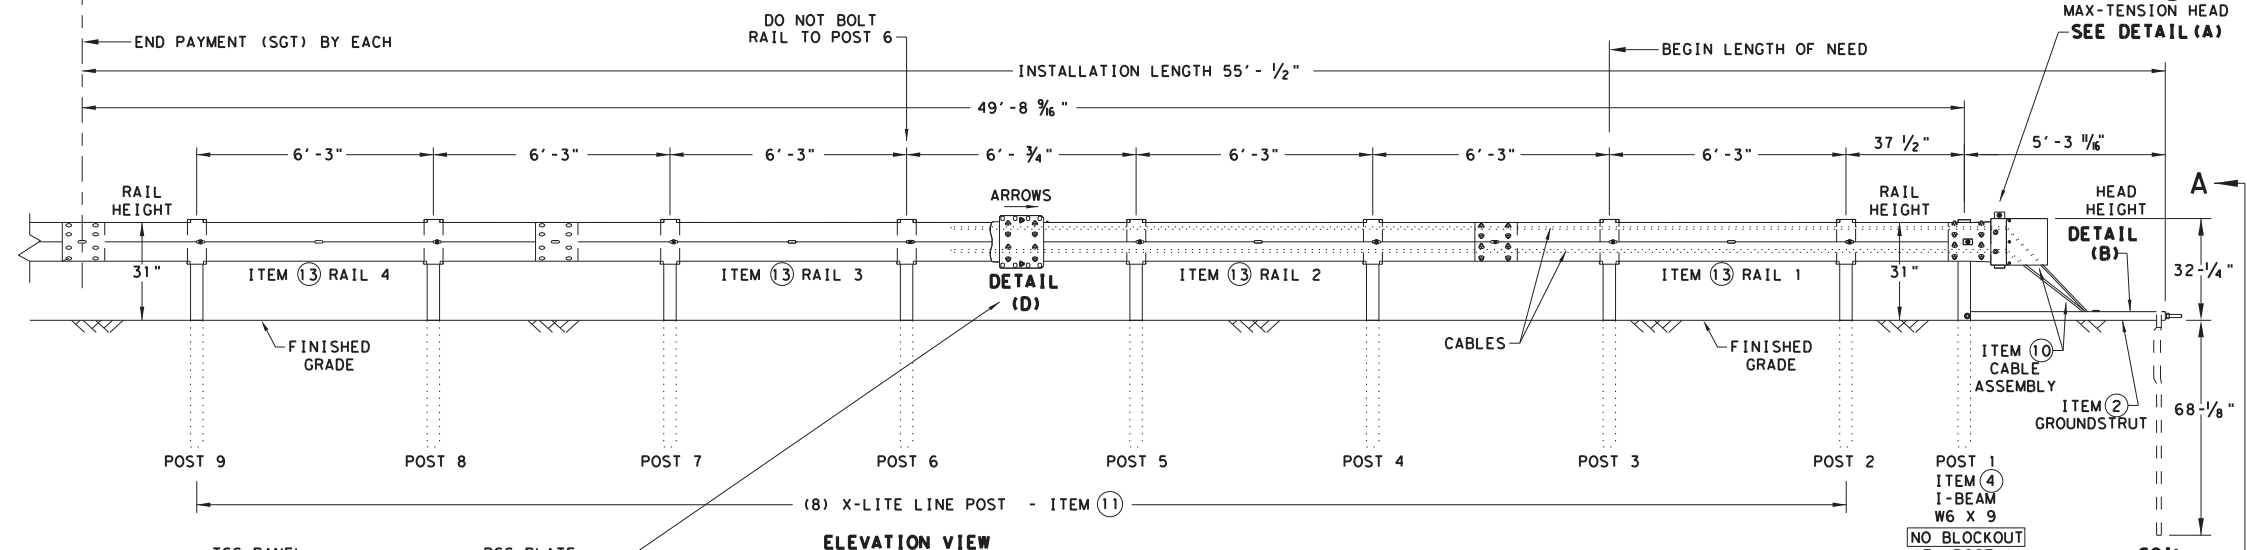 MAX-TENSION HEAD
SEE DETAIL (A)
DO NOT BOLT
RAIL TO POST 6
END PAYMENT (SGT) BY EACH
BEGIN LENGTH OF NEED
INSTALLATION LENGTH 55'- 1/2"
49'-8 9/16"
6'-3"
6'-3"
6'-3"
6'- 3/4"
6'-3"
6'-3"
6'-3"
37 1/2"
5'-3 11/16"
A
RAIL
HEIGHT
ARROWS
RAIL
HEIGHT
HEAD
HEIGHT
DETAIL
(B)
31"
ITEM 13 RAIL 4
ITEM 13 RAIL 3
DETAIL
(D)
ITEM 13 RAIL 2
ITEM 13 RAIL 1
31"
32-1/4"
FINISHED
GRADE
CABLES
FINISHED
GRADE
ITEM 10
CABLE
ASSEMBLY
ITEM 2
GROUNDSTRUT
68-1/8"
POST 9
POST 8
POST 7
POST 6
POST 5
POST 4
POST 3
POST 2
POST 1
ITEM 4
I-BEAM
W6 X 9
NO BLOCKOUT
(8) X-LITE LINE POST - ITEM 11
ELEVATION VIEW